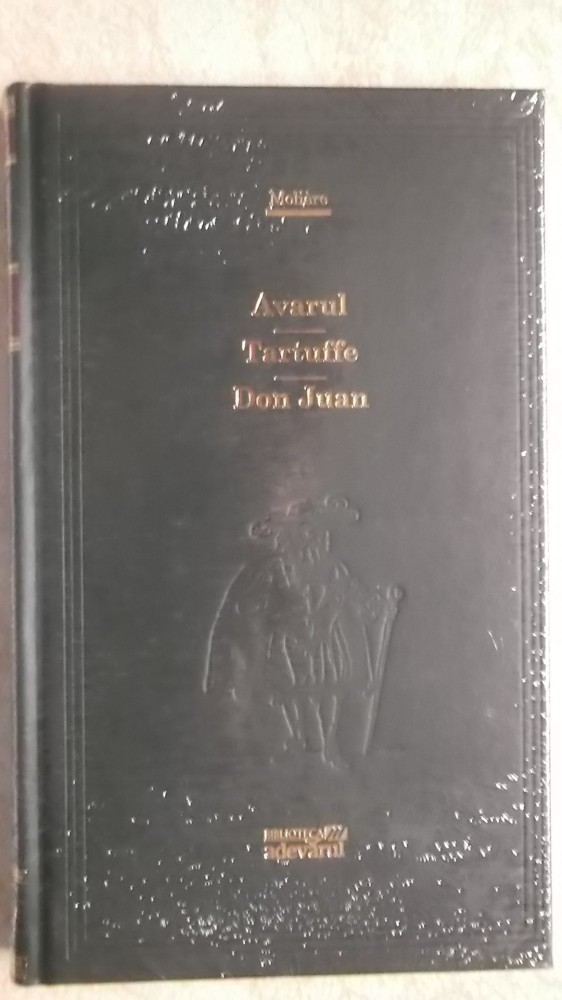 Molière
Avarul
Tartuffe
Don Juan
BIBLIOTECA
adevărul